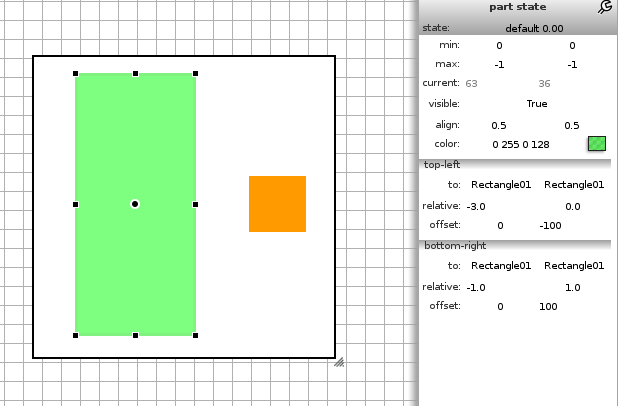 part state
state: default 0.00
min: 0 0
max: -1 -1
current: 63 36
visible: True
align: 0.5 0.5
color: 0 255 0 128
top-left
to: Rectangle01 Rectangle01
relative: -3.0 0.0
offset: 0 -100
bottom-right
to: Rectangle01 Rectangle01
relative: -1.0 1.0
offset: 0 100